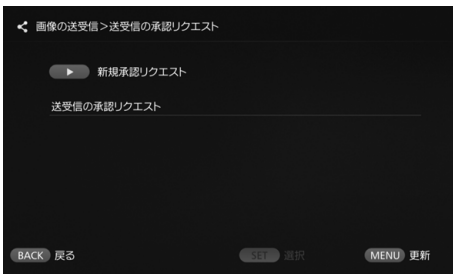 画像の送受信＞送受信の承認リクエスト
新規承認リクエスト
送受信の承認リクエスト
BACK 戻る SET 選択 MENU 更新